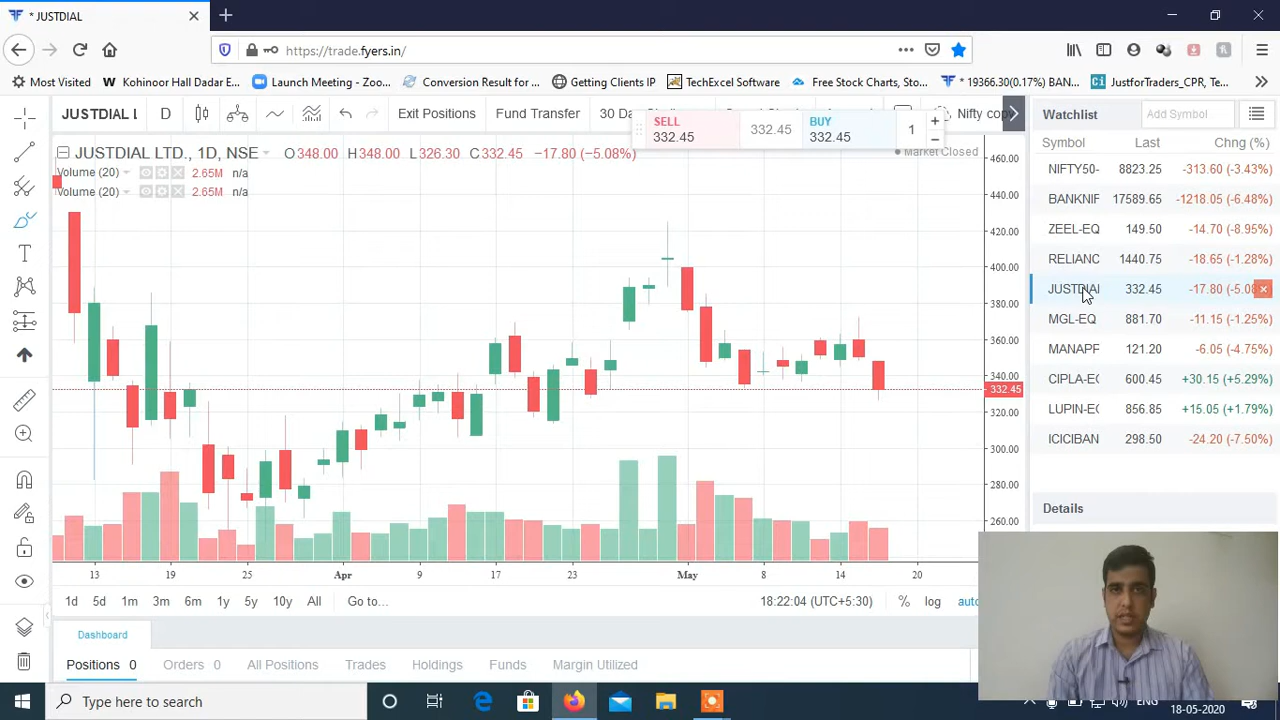 * JUSTDIAL
https://trade.fyers.in/
Most Visited
Kohinoor Hall Dadar E...
Launch Meeting - Zoo...
Conversion Result for ...
Getting Clients IP
TechExcel Software
Free Stock Charts, Sto...
* 19366.30(0.17%) BAN...
JustforTraders_CPR, Te...
JUSTDIAL L
D
Exit Positions
Fund Transfer
30 Da
Nifty cop
SELL
332.45
332.45
BUY
332.45
1
JUSTDIAL LTD., 1D, NSE
O348.00 H348.00 L326.30 C332.45 −17.80 (−5.08%)
Market Closed
Volume (20) 2.65M n/a
Volume (20) 2.65M n/a
460.00
440.00
420.00
400.00
380.00
360.00
340.00
332.45
320.00
300.00
280.00
260.00
13 19 25 Apr 9 17 23 May 8 14 20
1d 5d 1m 3m 6m 1y 5y 10y All Go to...
18:22:04 (UTC+5:30) % log auto
Dashboard
Positions 0 Orders 0 All Positions Trades Holdings Funds Margin Utilized
Watchlist
Add Symbol
Symbol Last Chng (%)
NIFTY50- 8823.25 -313.60 (-3.43%)
BANKNIF 17589.65 -1218.05 (-6.48%)
ZEEL-EQ 149.50 -14.70 (-8.95%)
RELIANC 1440.75 -18.65 (-1.28%)
JUSTDIAL 332.45 -17.80 (-5.08
MGL-EQ 881.70 -11.15 (-1.25%)
MANAPF 121.20 -6.05 (-4.75%)
CIPLA-EQ 600.45 +30.15 (+5.29%)
LUPIN-EQ 856.85 +15.05 (+1.79%)
ICICIBAN 298.50 -24.20 (-7.50%)
Details
Type here to search
18-05-2020